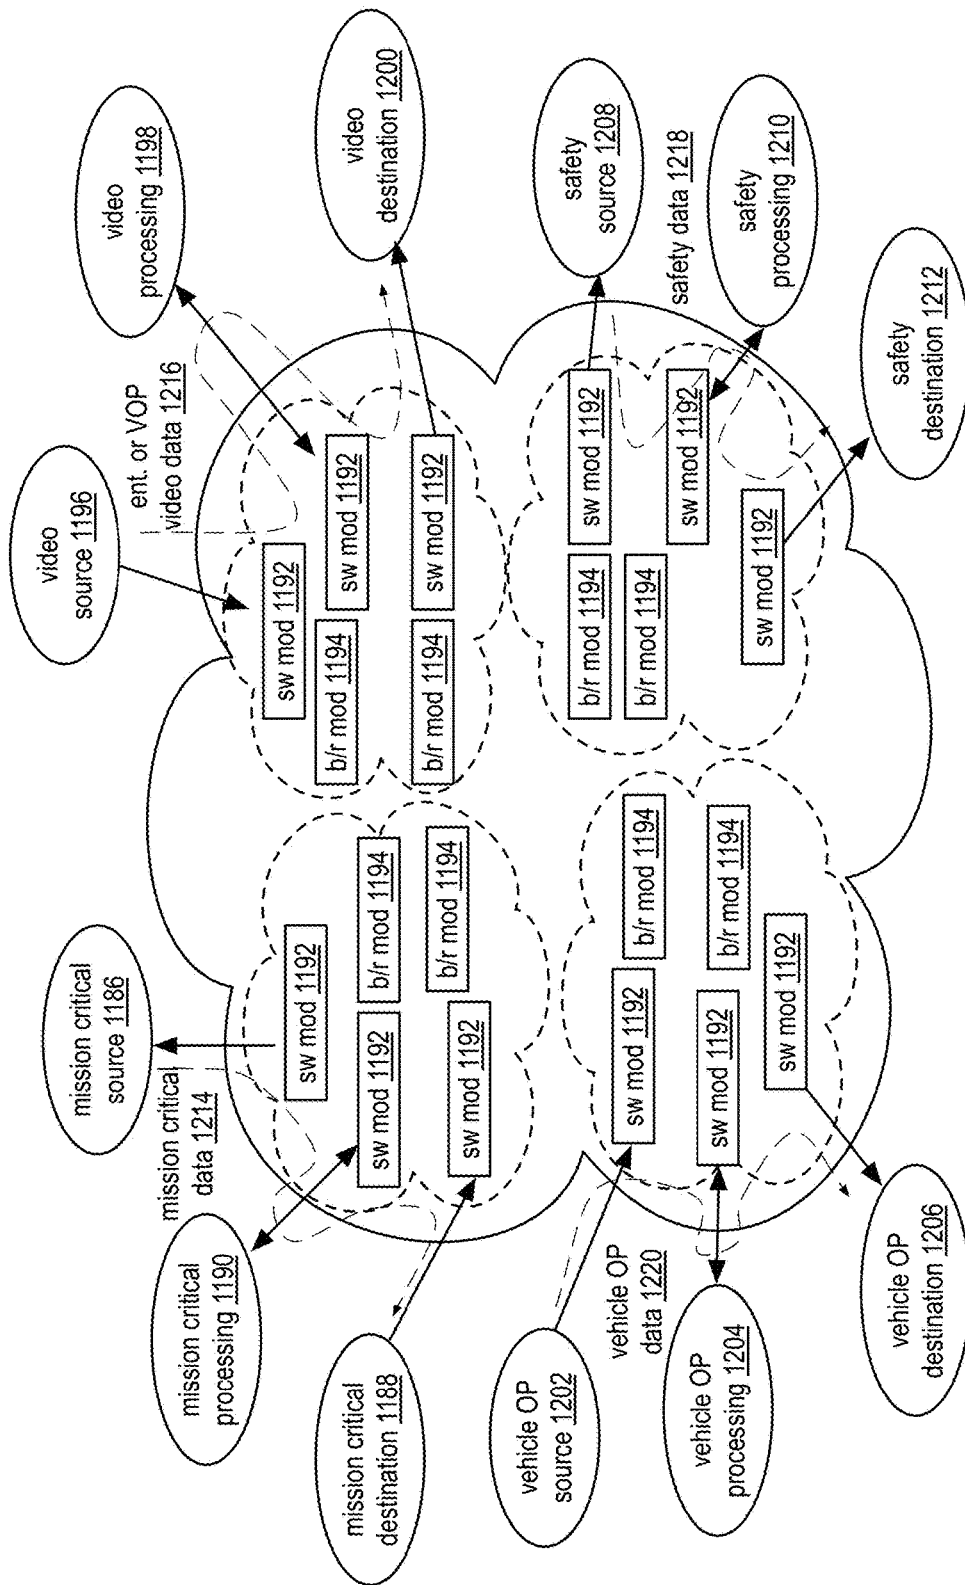 mission critical
processing 1190
mission critical
source 1186
mission critical
data 1214
mission critical
destination 1188
sw mod 1192
sw mod 1192
b/r mod 1194
sw mod 1192
b/r mod 1194
video
source 1196
ent. or VOP
video data 1216
video
processing 1198
video
destination 1200
sw mod 1192
b/r mod 1194
sw mod 1192
b/r mod 1194
sw mod 1192
vehicle OP
source 1202
vehicle OP
data 1220
vehicle OP
processing 1204
vehicle OP
destination 1206
sw mod 1192
b/r mod 1194
sw mod 1192
b/r mod 1194
sw mod 1192
b/r mod 1194
sw mod 1192
b/r mod 1194
sw mod 1192
sw mod 1192
safety
source 1208
safety data 1218
safety
processing 1210
safety
destination 1212